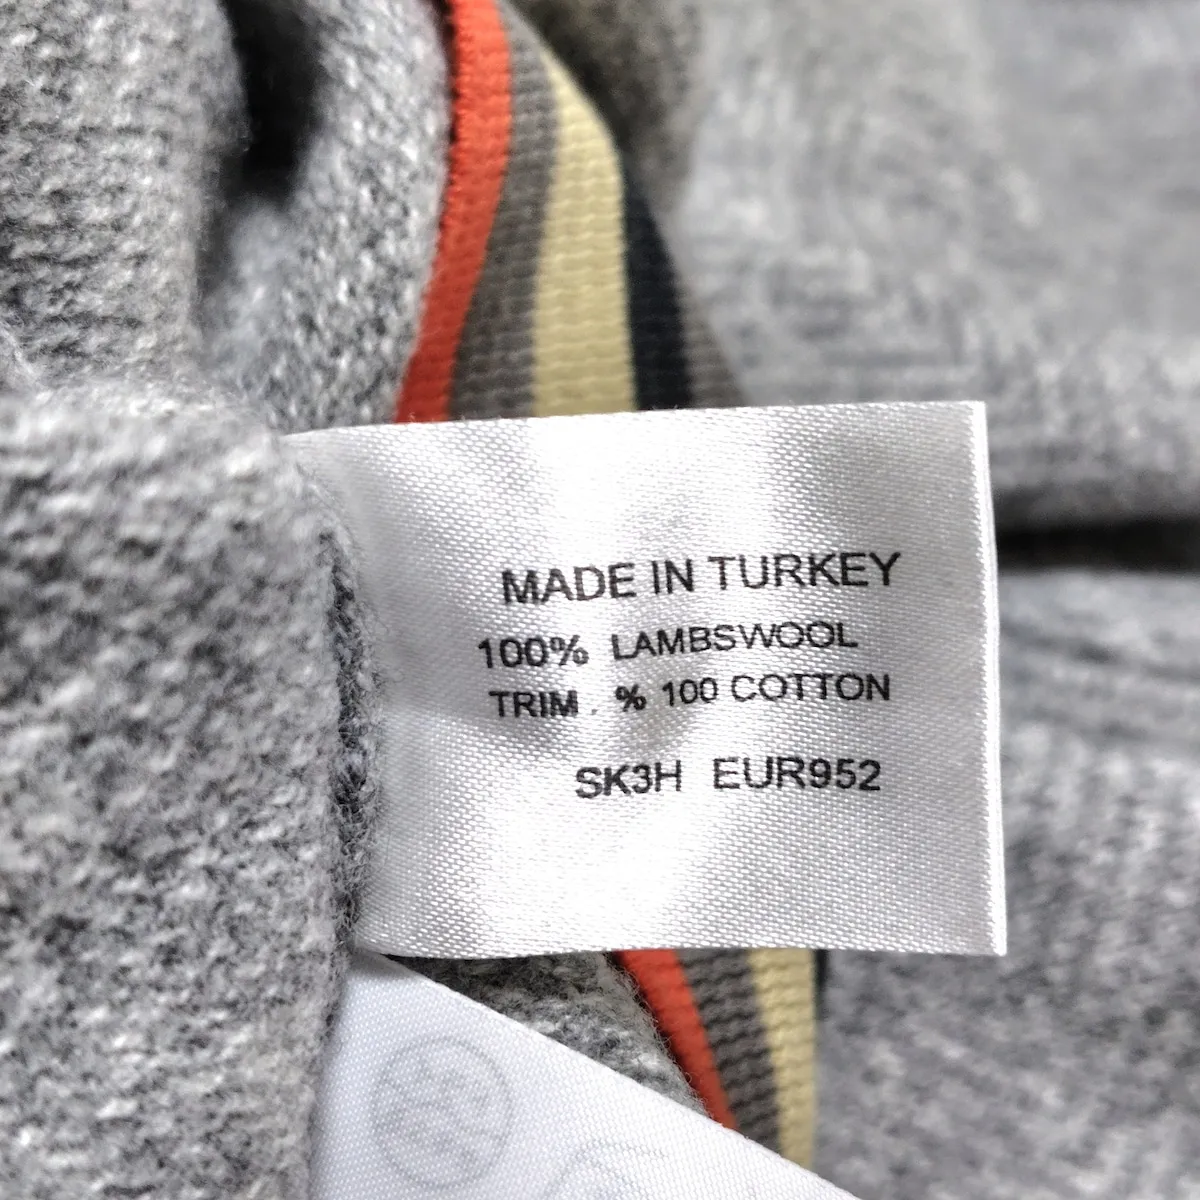 MADE IN TURKEY
100% LAMBSWOOL
TRIM . % 100 COTTON
SK3H EUR952